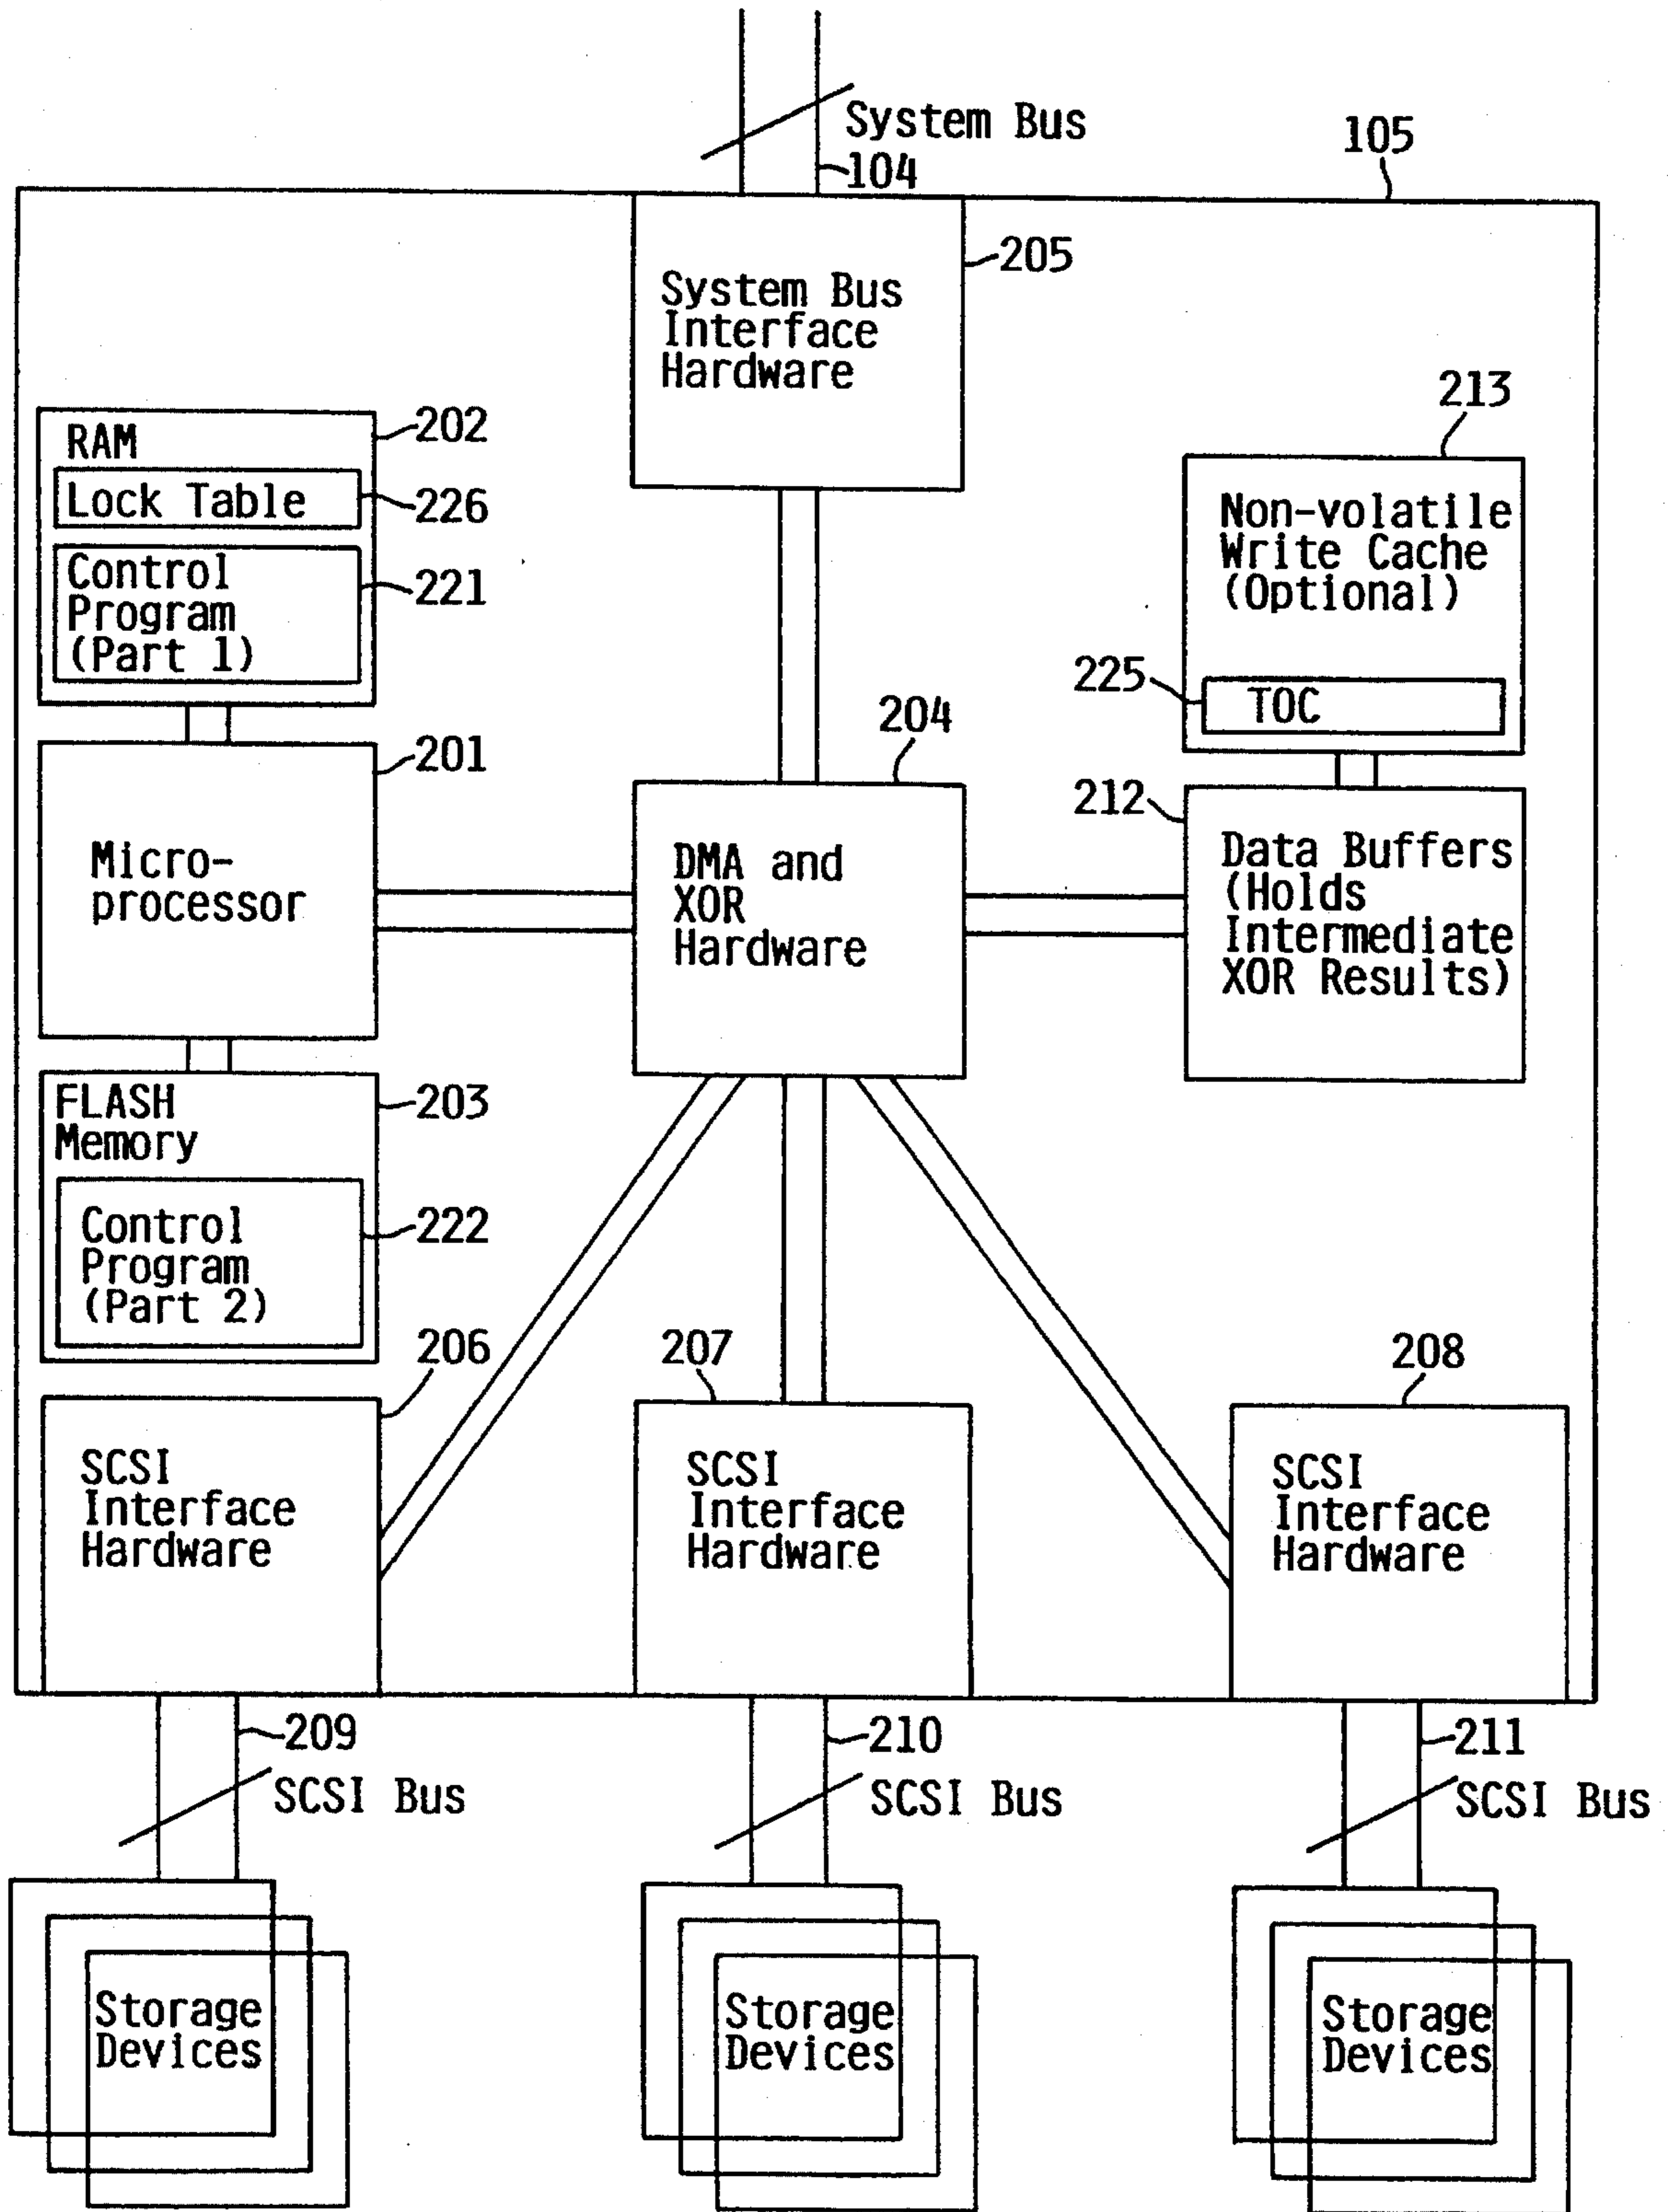 System Bus
104
105
205
System Bus
Interface
Hardware
213
202
RAM
Lock Table
226
Non-volatile
Write Cache
(Optional)
Control
Program
(Part 1)
221
225
TOC
204
201
212
Micro-
processor
DMA and
XOR
Hardware
Data Buffers
(Holds
Intermediate
XOR Results)
FLASH
Memory
203
Control
Program
(Part 2)
222
206
207
208
SCSI
Interface
Hardware
SCSI
Interface
Hardware
SCSI
Interface
Hardware
209
SCSI Bus
210
SCSI Bus
211
SCSI Bus
Storage
Devices
Storage
Devices
Storage
Devices